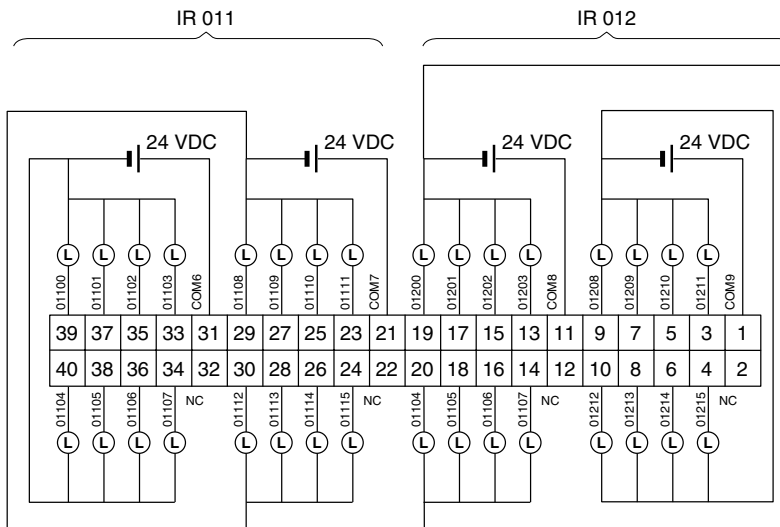 IR 011 IR 012
24 VDC 24 VDC 24 VDC 24 VDC
L L L L L L L L L L L L L L L L
01100 01101 01102 01103 COM6 01108 01109 01110 01111 COM7 01200 01201 01202 01203 COM8 01208 01209 01210 01211 COM9
39 37 35 33 31 29 27 25 23 21 19 17 15 13 11 9 7 5 3 1
40 38 36 34 32 30 28 26 24 22 20 18 16 14 12 10 8 6 4 2
01104 01105 01106 01107 NC 01112 01113 01114 01115 NC 01104 01105 01106 01107 NC 01212 01213 01214 01215 NC
L L L L L L L L L L L L L L L L